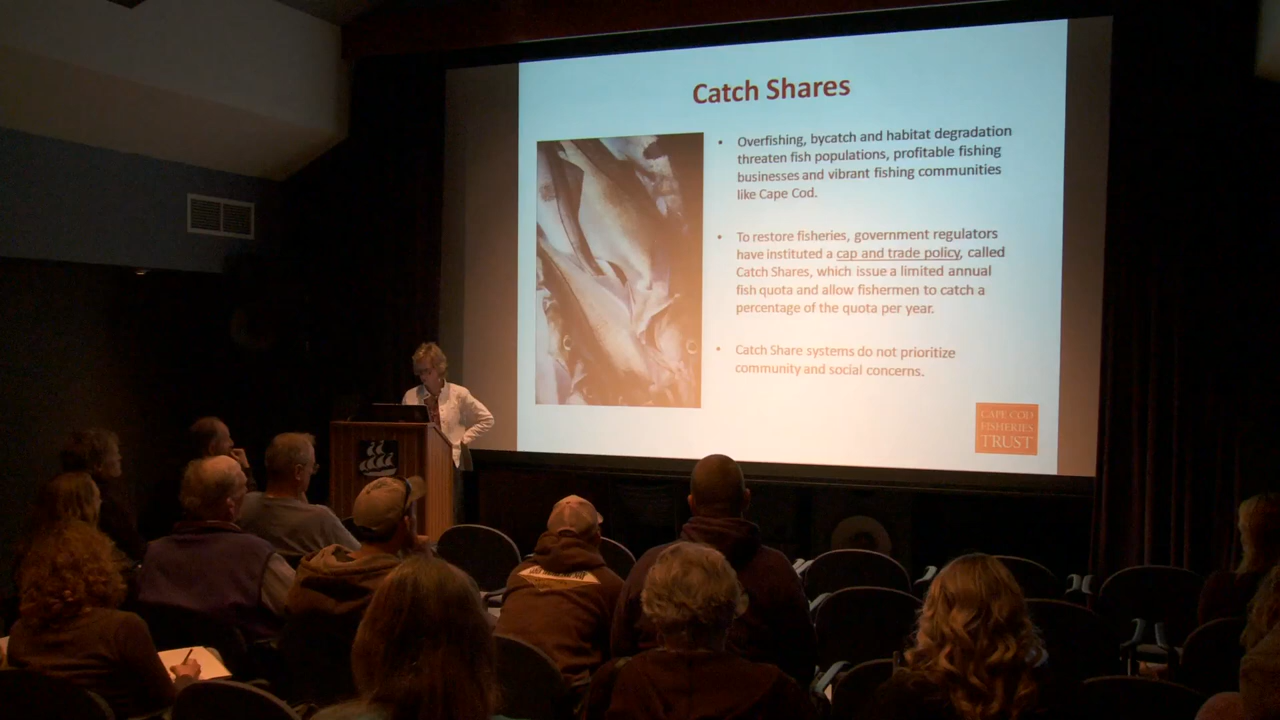 Catch Shares
• Overfishing, bycatch and habitat degradation
threaten fish populations, profitable fishing
businesses and vibrant fishing communities
like Cape Cod.
• To restore fisheries, government regulators
have instituted a cap and trade policy, called
Catch Shares, which issue a limited annual
fish quota and allow fishermen to catch a
percentage of the quota per year.
• Catch Share systems do not prioritize
community and social concerns.
CAPE COD
FISHERIES
TRUST